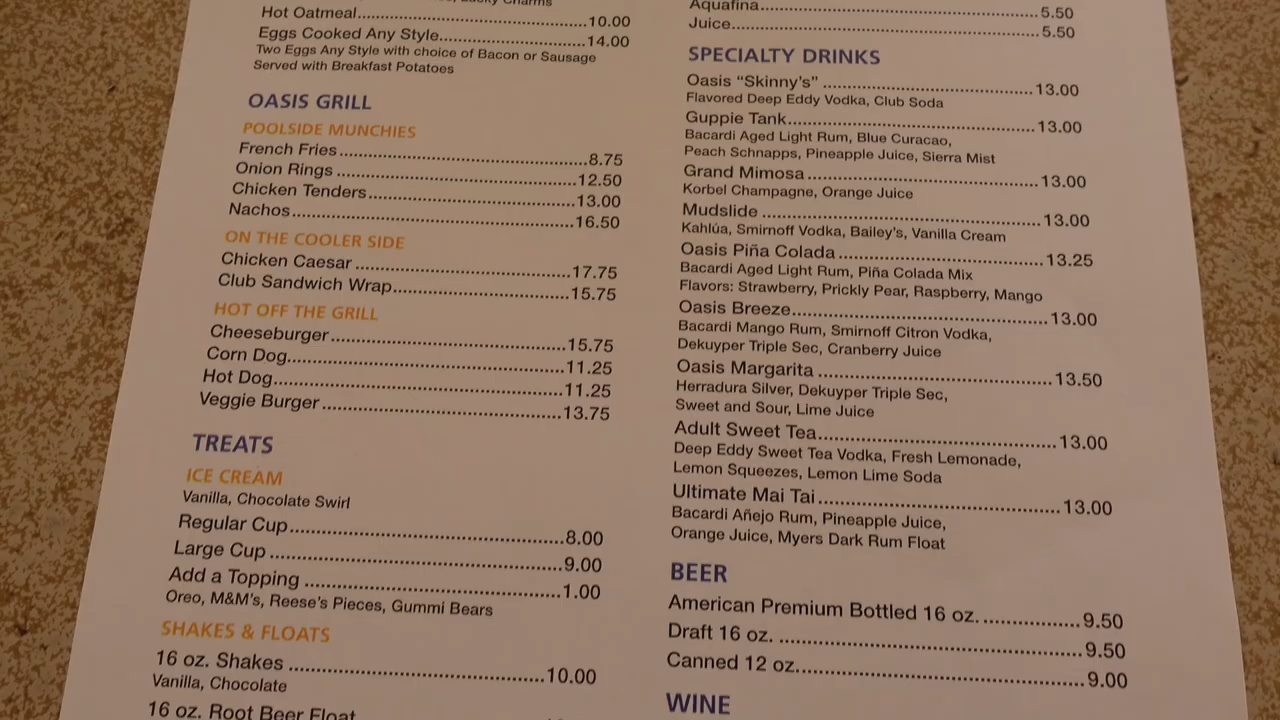 Hot Oatmeal..........10.00
Eggs Cooked Any Style..........14.00
Two Eggs Any Style with choice of Bacon or Sausage
Served with Breakfast Potatoes
OASIS GRILL
POOLSIDE MUNCHIES
French Fries..........8.75
Onion Rings..........12.50
Chicken Tenders..........13.00
Nachos..........16.50
ON THE COOLER SIDE
Chicken Caesar..........17.75
Club Sandwich Wrap..........15.75
HOT OFF THE GRILL
Cheeseburger..........15.75
Corn Dog..........11.25
Hot Dog..........11.25
Veggie Burger..........13.75
TREATS
ICE CREAM
Vanilla, Chocolate Swirl
Regular Cup..........8.00
Large Cup..........9.00
Add a Topping..........1.00
Oreo, M&M's, Reese's Pieces, Gummi Bears
SHAKES & FLOATS
16 oz. Shakes..........10.00
Vanilla, Chocolate
16 oz. Root Beer Float
Aquafina..........5.50
Juice..........5.50
SPECIALTY DRINKS
Oasis “Skinny's”..........13.00
Flavored Deep Eddy Vodka, Club Soda
Guppie Tank..........13.00
Bacardi Aged Light Rum, Blue Curacao,
Peach Schnapps, Pineapple Juice, Sierra Mist
Grand Mimosa..........13.00
Korbel Champagne, Orange Juice
Mudslide..........13.00
Kahlúa, Smirnoff Vodka, Bailey's, Vanilla Cream
Oasis Piña Colada..........13.25
Bacardi Aged Light Rum, Piña Colada Mix
Flavors: Strawberry, Prickly Pear, Raspberry, Mango
Oasis Breeze..........13.00
Bacardi Mango Rum, Smirnoff Citron Vodka,
Dekuyper Triple Sec, Cranberry Juice
Oasis Margarita..........13.50
Herradura Silver, Dekuyper Triple Sec,
Sweet and Sour, Lime Juice
Adult Sweet Tea..........13.00
Deep Eddy Sweet Tea Vodka, Fresh Lemonade,
Lemon Squeezes, Lemon Lime Soda
Ultimate Mai Tai..........13.00
Bacardi Añejo Rum, Pineapple Juice,
Orange Juice, Myers Dark Rum Float
BEER
American Premium Bottled 16 oz...........9.50
Draft 16 oz...........9.50
Canned 12 oz...........9.00
WINE